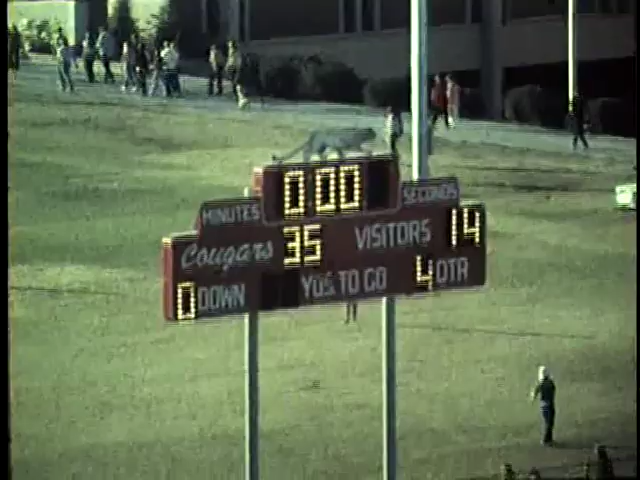 0:00
MINUTES SECONDS
Cougars 35 VISITORS 14
0 DOWN YDS TO GO 4 QTR